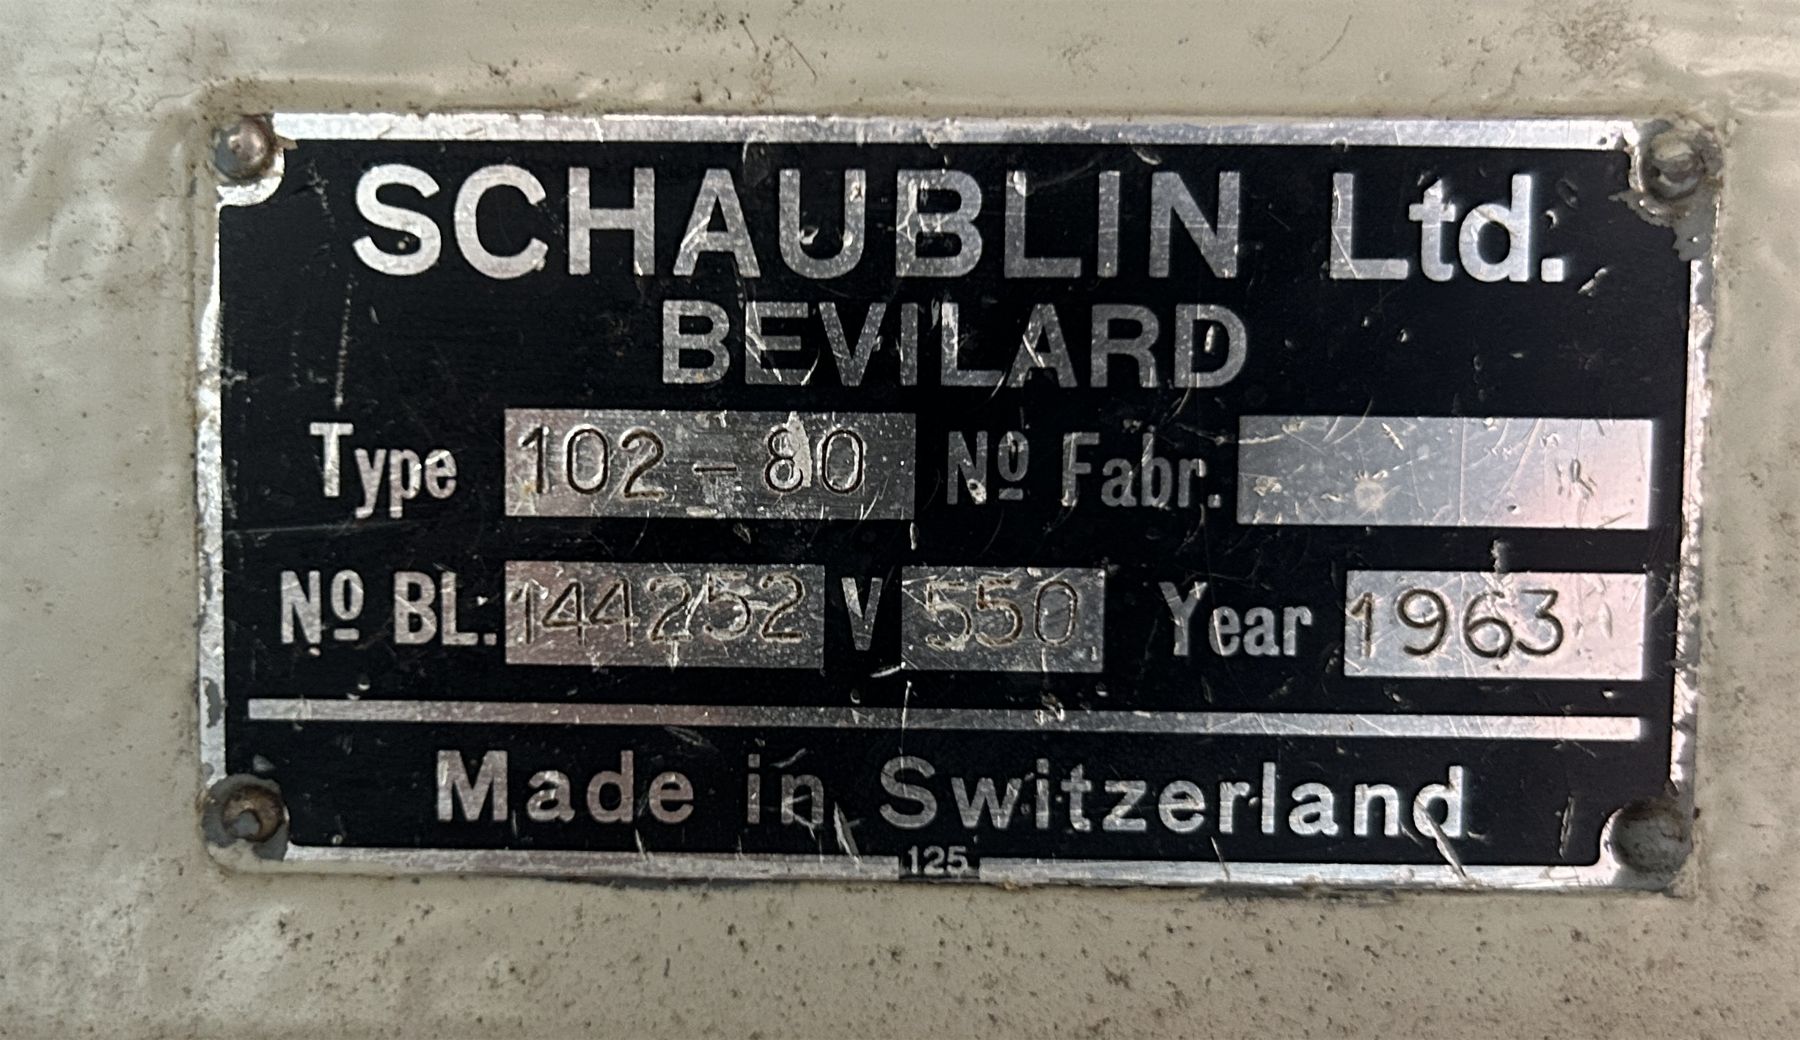 SCHAUBLIN Ltd.
BEVILARD
Type 102-80 Nº Fabr.
Nº BL: 144252 V 550 Year 1963
Made in Switzerland
125